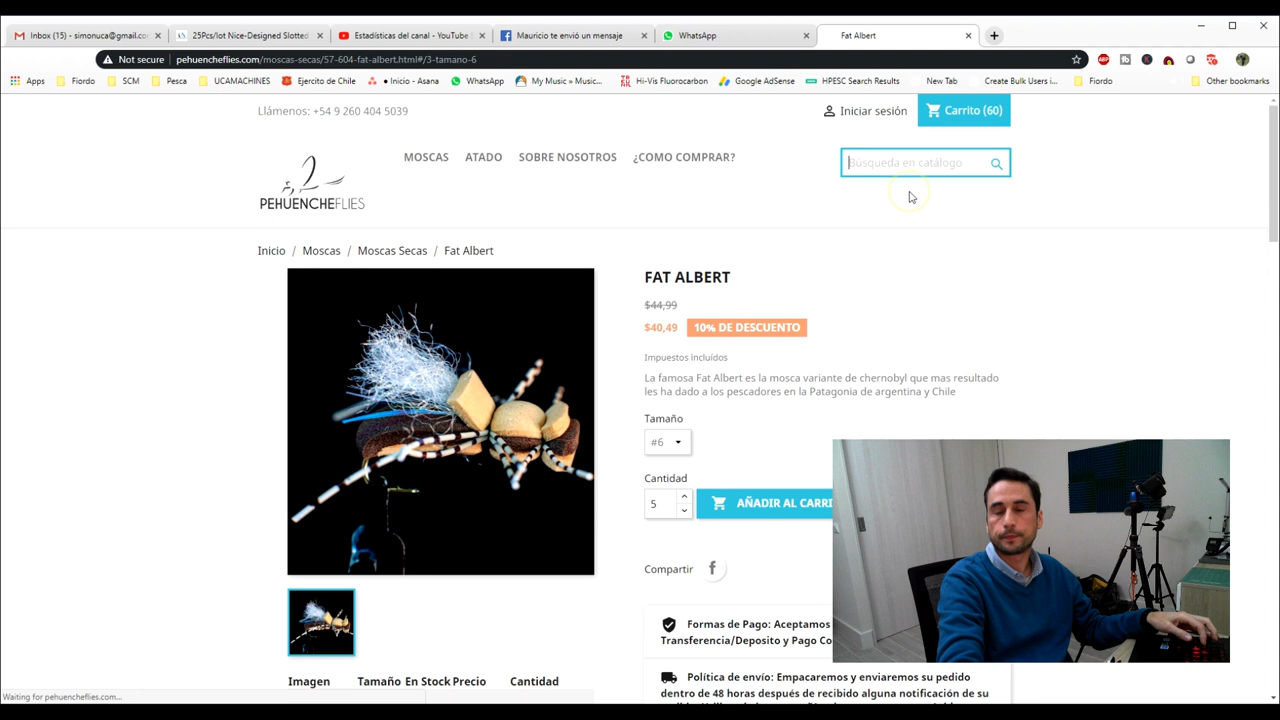 Inbox (15) - simonuca@gmail.co
25Pcs/lot Nice-Designed Slotted
Estadísticas del canal - YouTube S
Mauricio te envió un mensaje
WhatsApp
Fat Albert
Not secure | pehuencheflies.com/moscas-secas/57-604-fat-albert.html#/3-tamano-6
Apps Fiordo SCM Pesca UCAMACHINES Ejercito de Chile • Inicio - Asana WhatsApp My Music » Music... Hi-Vis Fluorocarbon Google AdSense HPESC Search Results New Tab Create Bulk Users i... Fiordo Other bookmarks
Llámenos: +54 9 260 404 5039
Iniciar sesión
Carrito (60)
MOSCAS ATADO SOBRE NOSOTROS ¿COMO COMPRAR?
Búsqueda en catálogo
PEHUENCHEFLIES
Inicio / Moscas / Moscas Secas / Fat Albert
FAT ALBERT
$44,99
$40,49 10% DE DESCUENTO
Impuestos incluídos
La famosa Fat Albert es la mosca variante de chernobyl que mas resultado
les ha dado a los pescadores en la Patagonia de argentina y Chile
Tamaño
#6
Cantidad
5
AÑADIR AL CARRI
Compartir
Formas de Pago: Aceptamos
Transferencia/Deposito y Pago Co
Política de envío: Empacaremos y enviaremos su pedido
dentro de 48 horas después de recibido alguna notificación de su
Imagen Tamaño En Stock Precio Cantidad
Waiting for pehuencheflies.com...